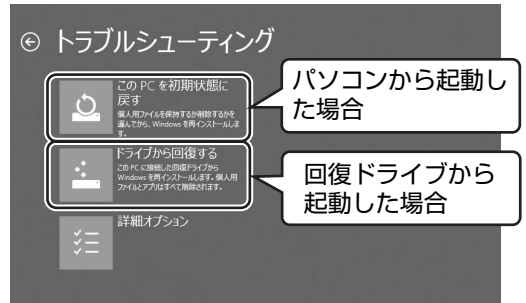 トラブルシューティング
この PC を初期状態に
戻す
個人用ファイルを保持するか削除するかを
選んでから、Windows を再インストールしま
す。
パソコンから起動し
た場合
ドライブから回復する
この PC に接続した回復ドライブから
Windows を再インストールします。個人用
ファイルとアプリはすべて削除されます。
回復ドライブから
起動した場合
詳細オプション